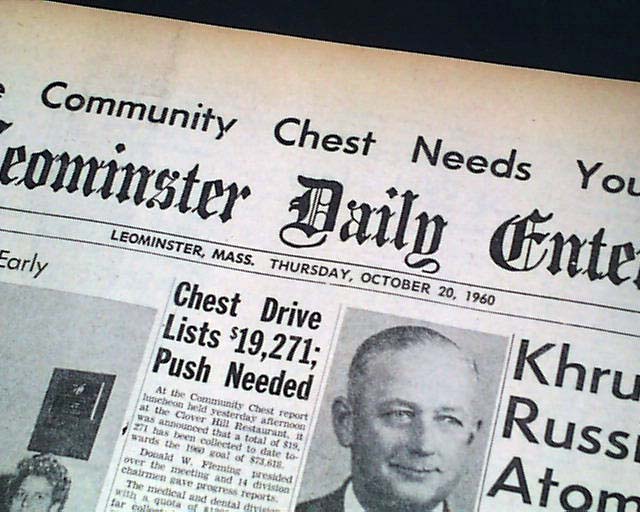 Community Chest Needs You
Leominster Daily Enter
LEOMINSTER, MASS. THURSDAY, OCTOBER 20, 1960
Early
Chest Drive
Lists $19,271;
Push Needed
At the Community Chest report
luncheon held yesterday afternoon
at the Clover Hill Restaurant, it
was announced that a total of $19,
271 has been collected to date to-
wards the 1960 goal of $73,618.
Donald W. Fleming presided
over the meeting and 14 division
chairmen gave progress reports.
The medical and dental division
with a quota of
far
Khru
Russi
Atom